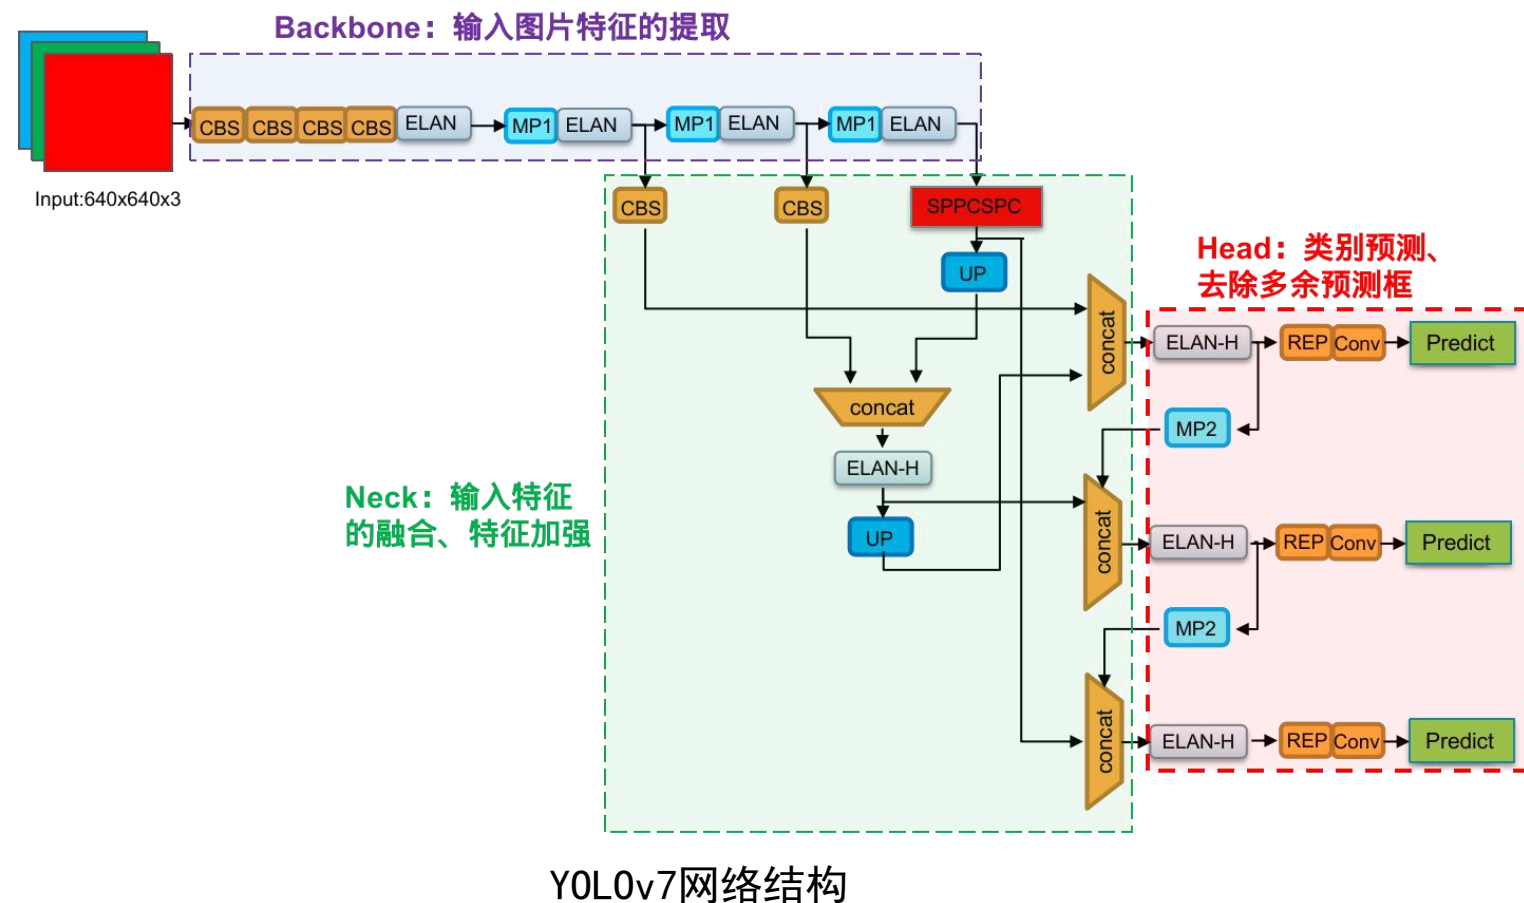 Backbone：输入图片特征的提取
CBS CBS CBS CBS ELAN MP1 ELAN MP1 ELAN MP1 ELAN
Input:640x640x3
CBS CBS SPPCSPC
UP
Head：类别预测、
去除多余预测框
concat
ELAN-H REP Conv Predict
concat
MP2
ELAN-H
Neck：输入特征
的融合、特征加强
UP
concat
ELAN-H REP Conv Predict
MP2
concat
ELAN-H REP Conv Predict
YOLOv7网络结构